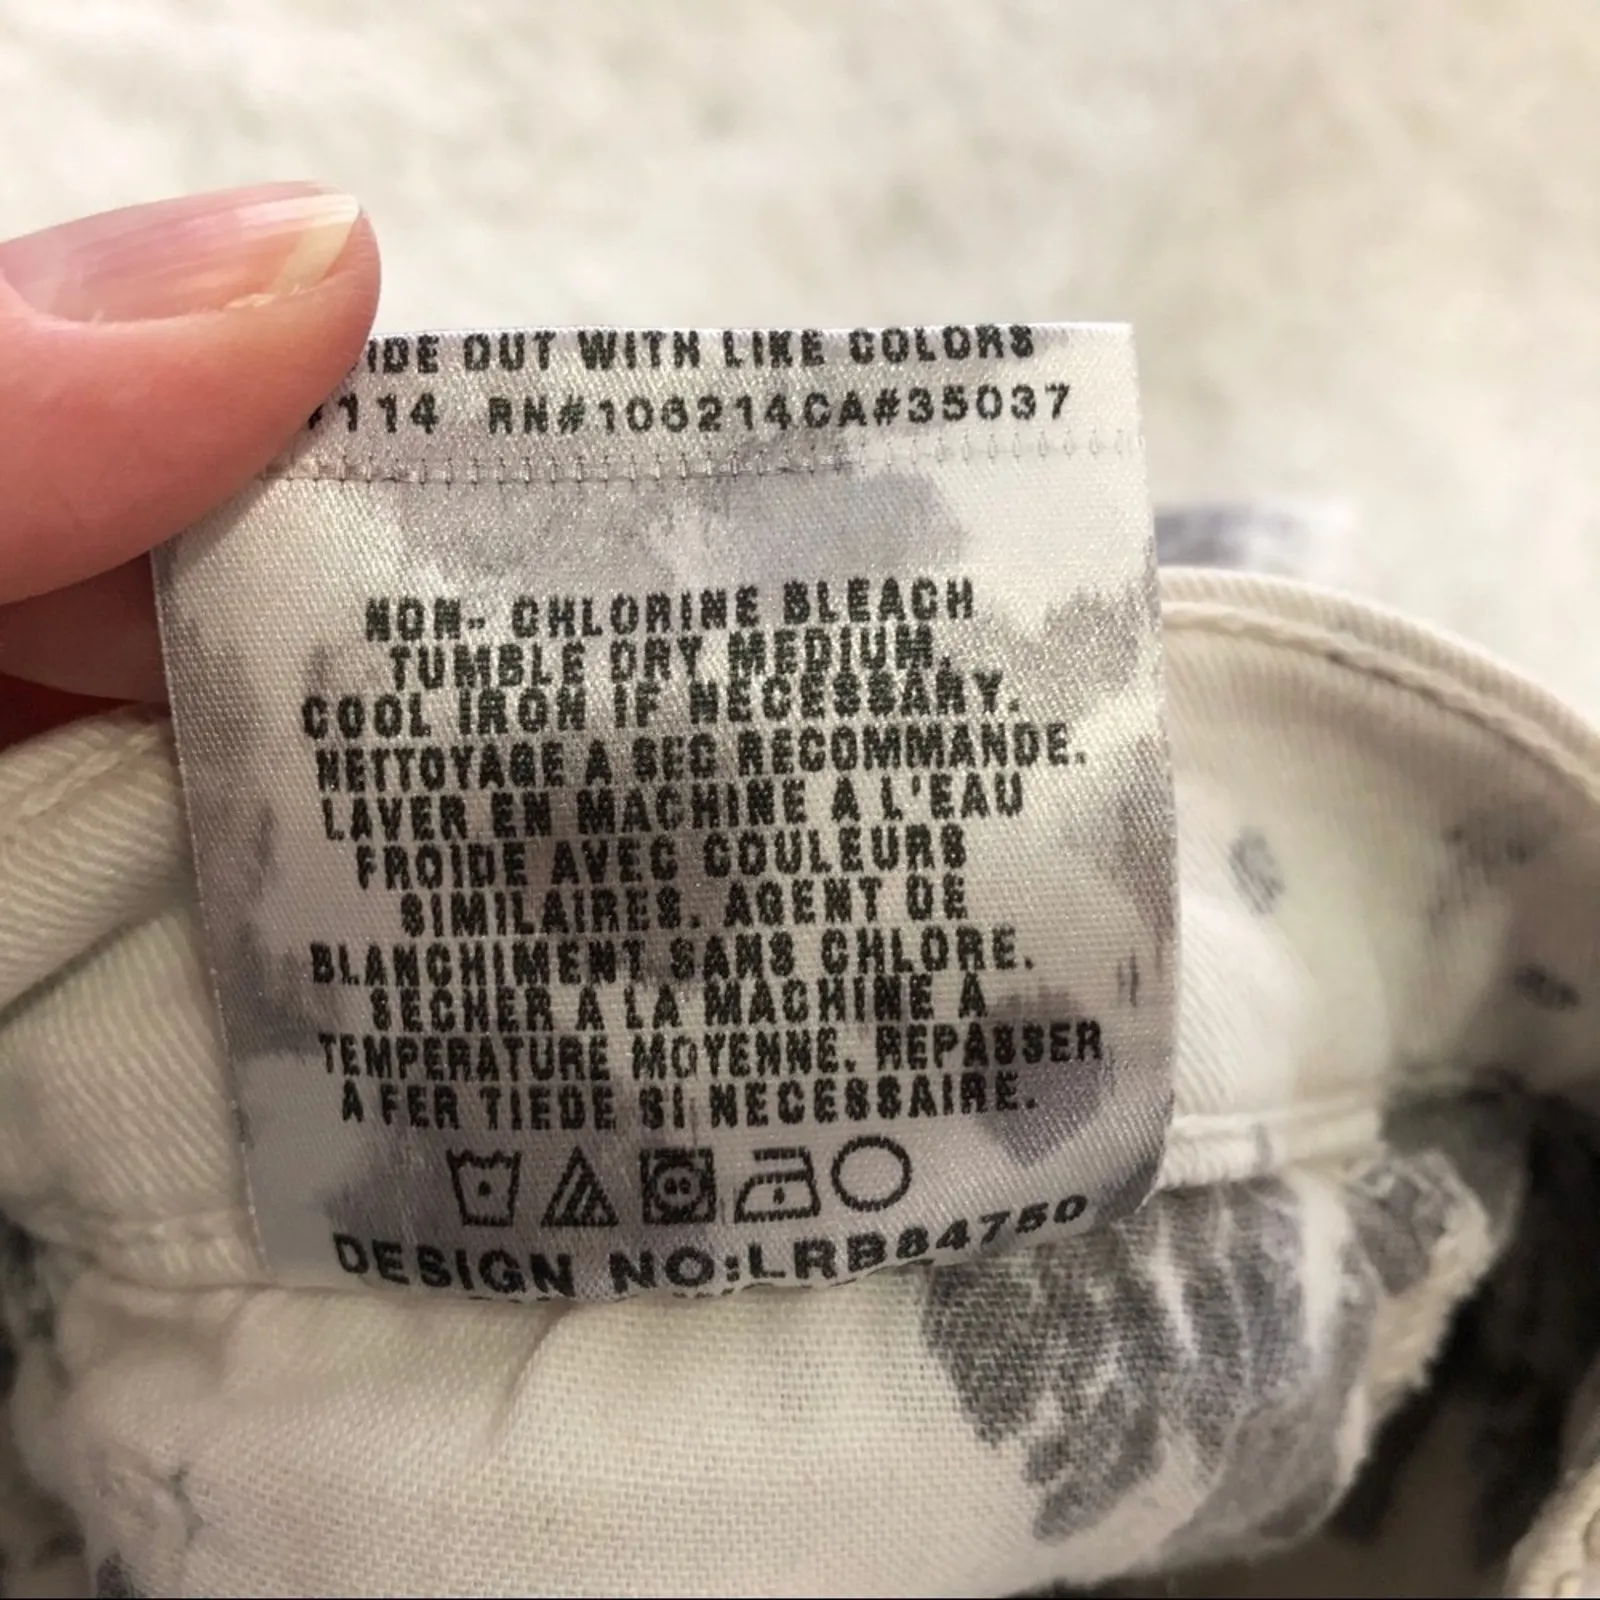 IDE OUT WITH LIKE COLORS
114 RN#106214CA#35037
NON- CHLORINE BLEACH
TUMBLE DRY MEDIUM.
COOL IRON IF NECESSARY.
NETTOYAGE A SEC RECOMMANDE.
LAVER EN MACHINE A L'EAU
FROIDE AVEC COULEURS
SIMILAIRES. AGENT DE
BLANCHIMENT SANS CHLORE.
SECHER A LA MACHINE A
TEMPERATURE MOYENNE. REPASSER
A FER TIEDE SI NECESSAIRE.
DESIGN NO:LRB84750